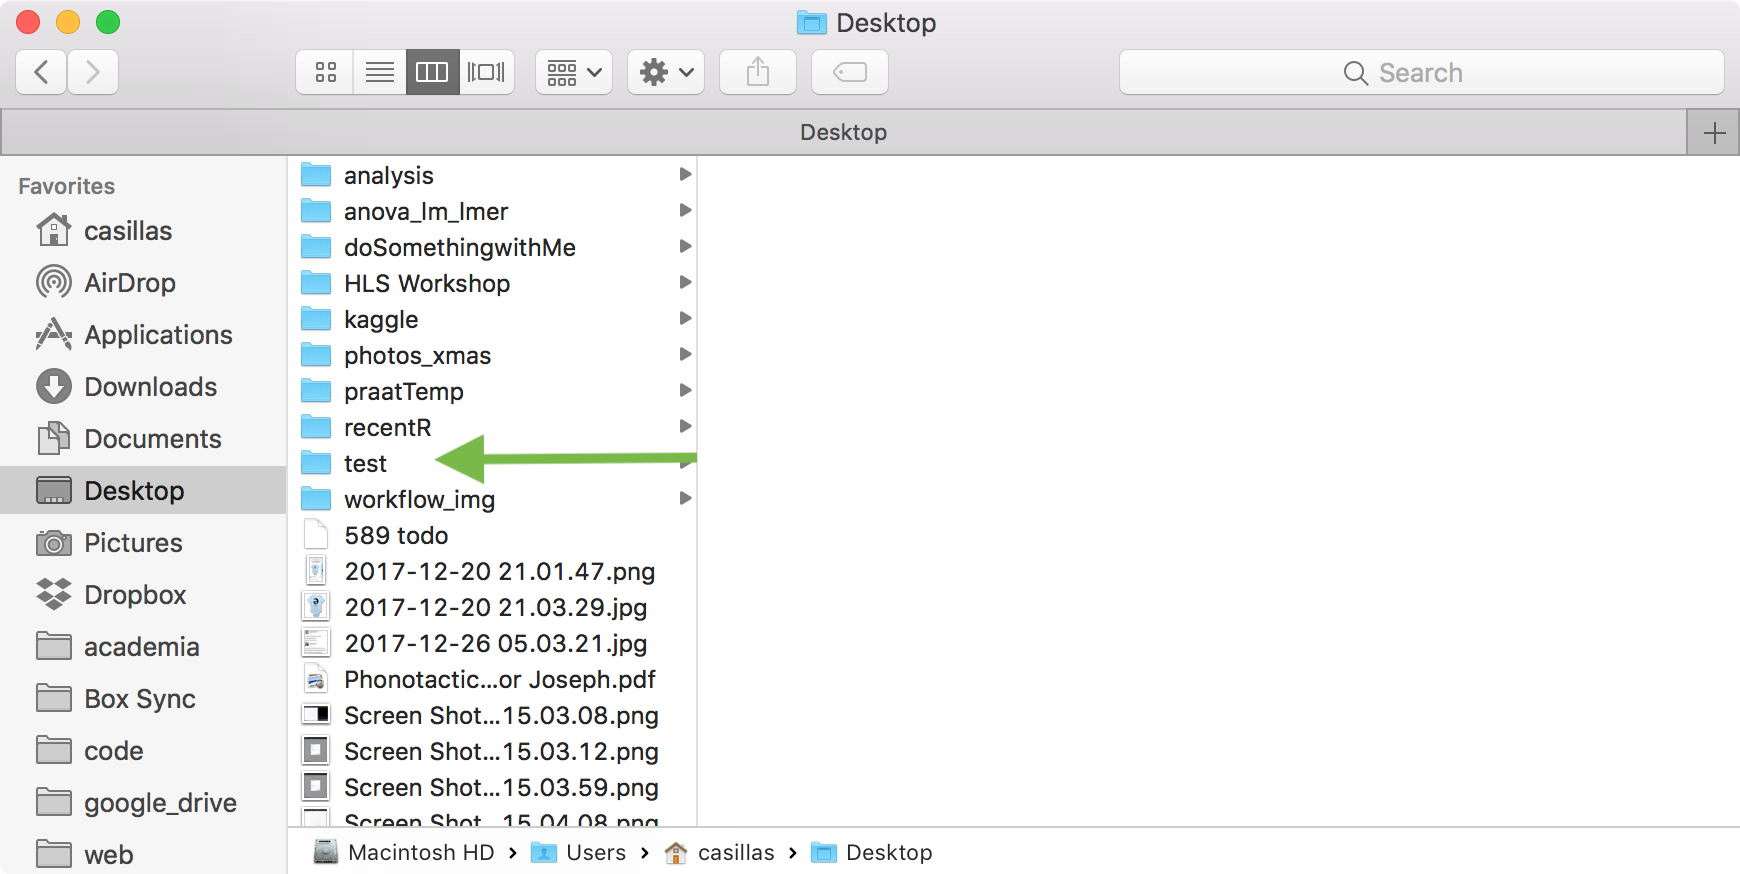 Desktop
Search
Desktop
Favorites
casillas
AirDrop
Applications
Downloads
Documents
Desktop
Pictures
Dropbox
academia
Box Sync
code
google_drive
web
analysis
anova_lm_lmer
doSomethingwithMe
HLS Workshop
kaggle
photos_xmas
praatTemp
recentR
test
workflow_img
589 todo
2017-12-20 21.01.47.png
2017-12-20 21.03.29.jpg
2017-12-26 05.03.21.jpg
Phonotactic...or Joseph.pdf
Screen Shot...15.03.08.png
Screen Shot...15.03.12.png
Screen Shot...15.03.59.png
Screen Shot...15.04.08.png
Macintosh HD › Users › casillas › Desktop